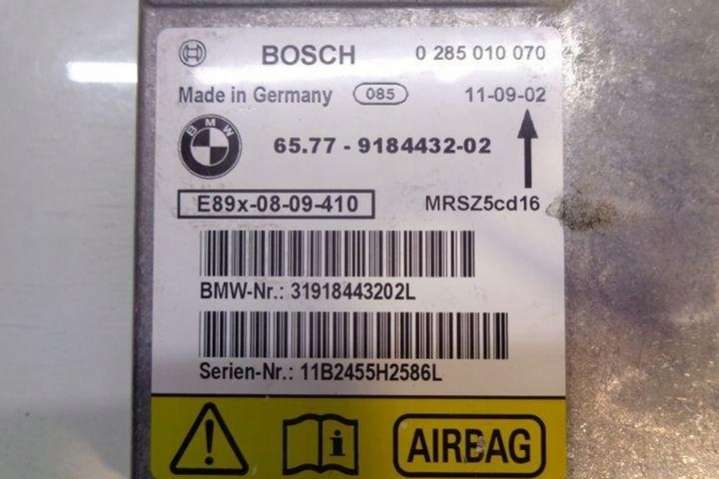 BOSCH 0 285 010 070
Made in Germany 085 11-09-02
BMW 65.77 - 9184432-02
E89x-08-09-410 MRSZ5cd16
BMW-Nr.: 31918443202L
Serien-Nr.: 11B2455H2586L
! i AIRBAG